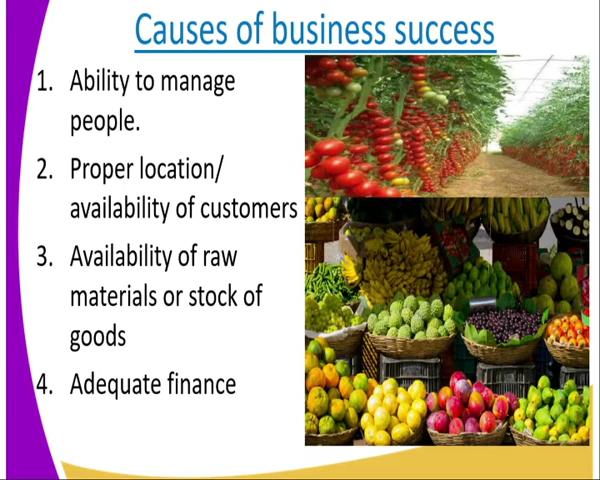 Causes of business success
1. Ability to manage
people.
2. Proper location/
availability of customers
3. Availability of raw
materials or stock of
goods
4. Adequate finance